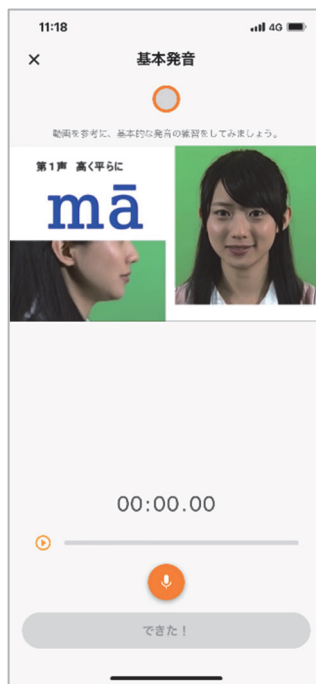 11:18
4G
×
基本発音
動画を参考に、基本的な発音の練習をしてみましょう。
第1声 高く平らに
mā
00:00.00
できた！